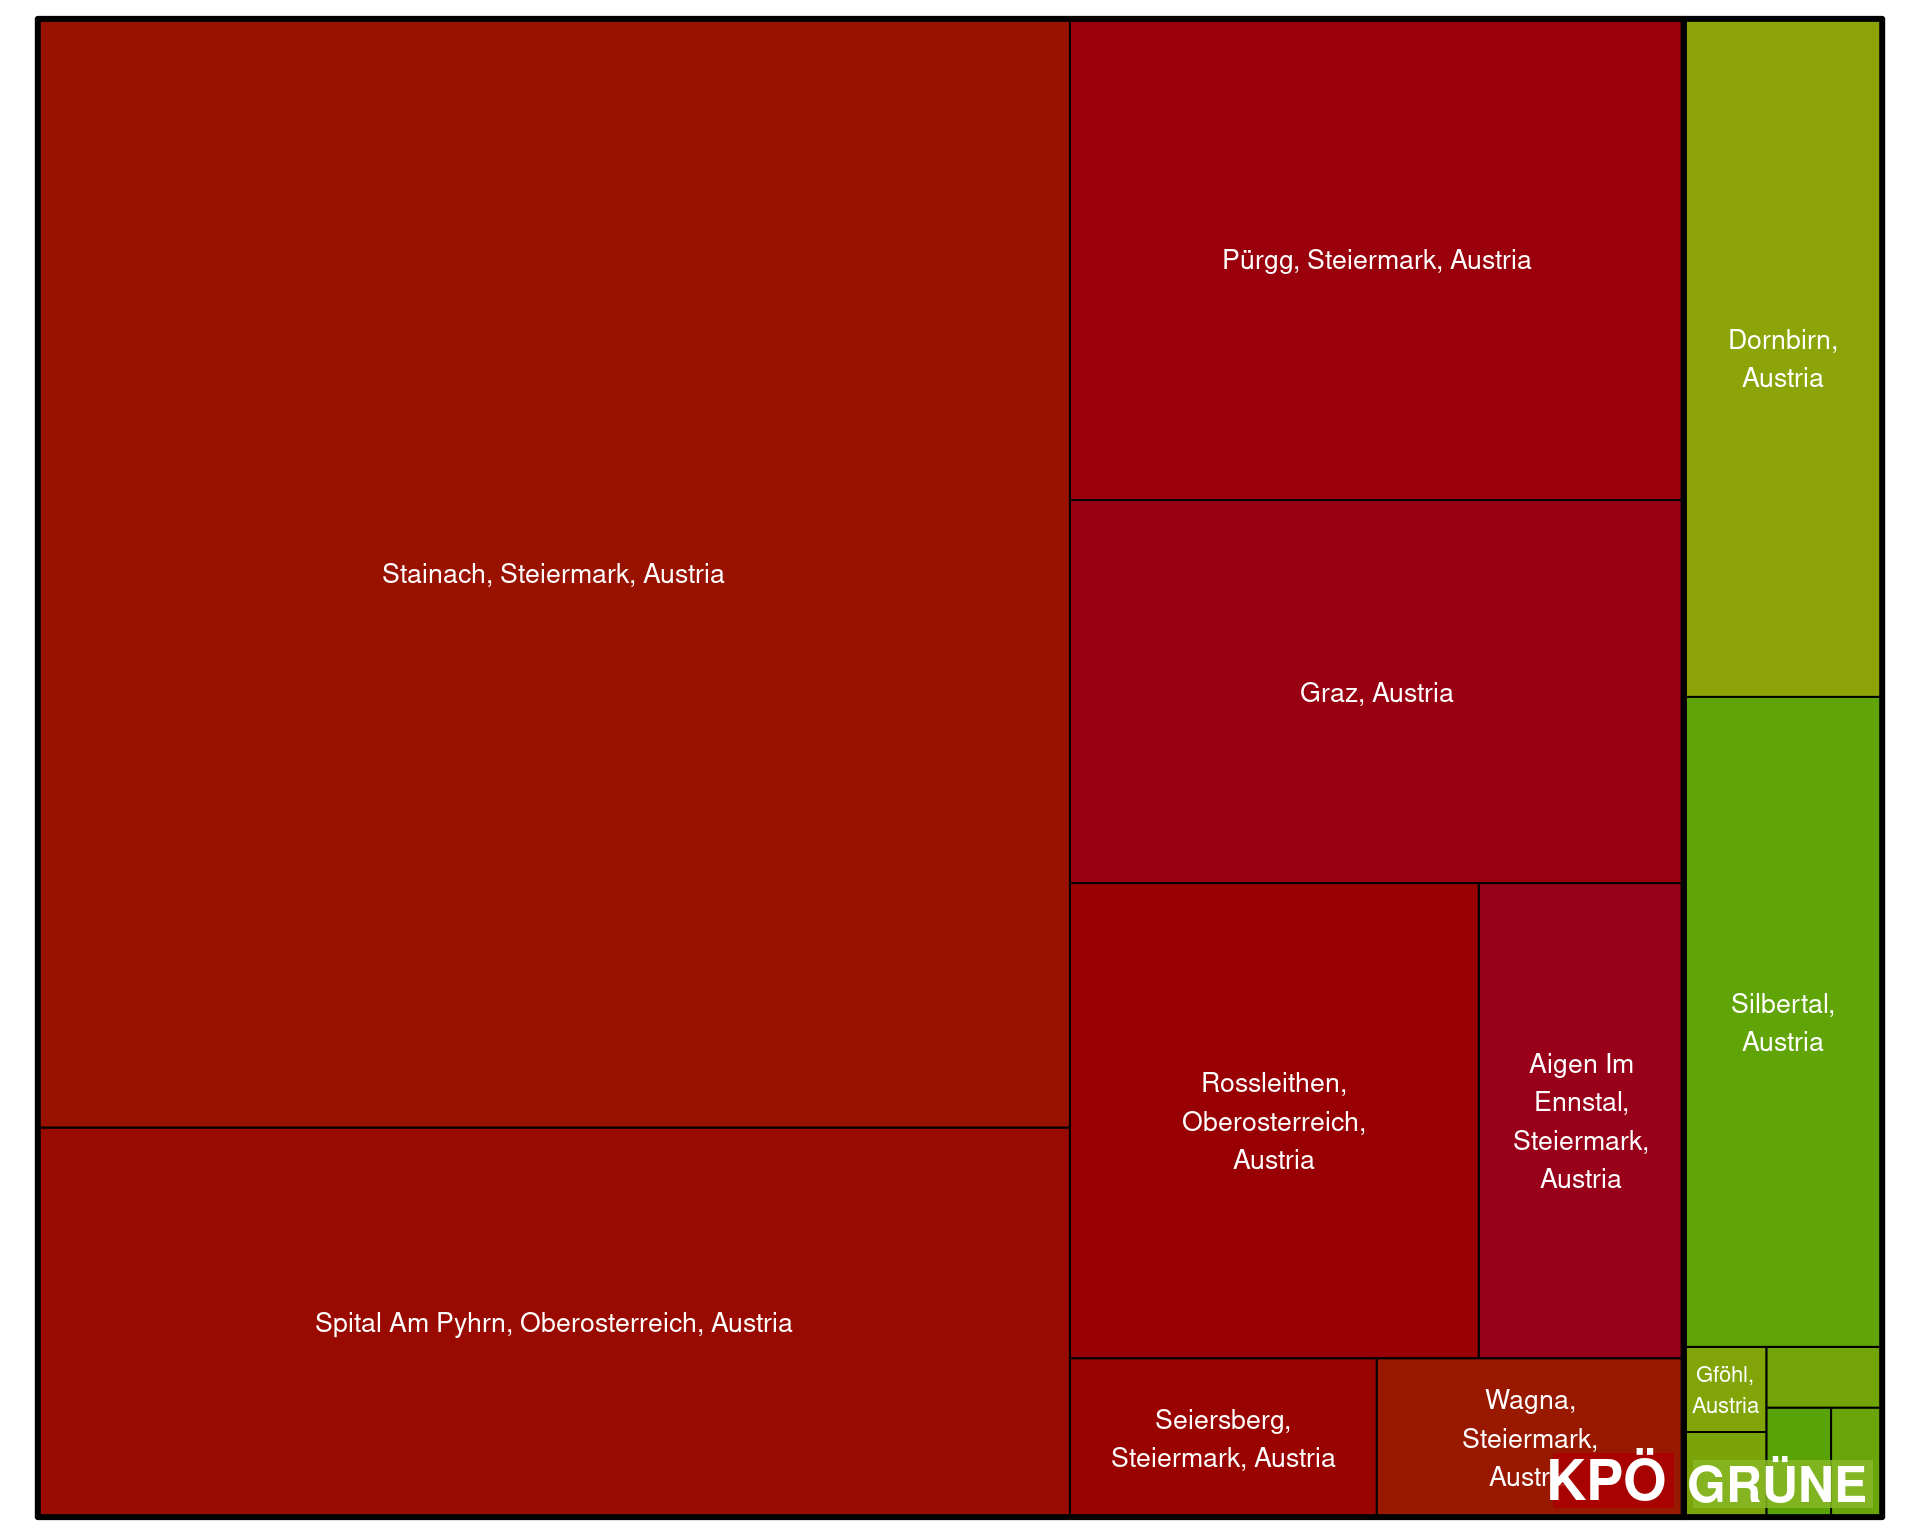 Stainach, Steiermark, Austria
Spital Am Pyhrn, Oberosterreich, Austria
Pürgg, Steiermark, Austria
Graz, Austria
Rossleithen,
Oberosterreich,
Austria
Aigen Im
Ennstal,
Steiermark,
Austria
Seiersberg,
Steiermark, Austria
Wagna,
Steiermark,
Austr
KPÖ
Dornbirn,
Austria
Silbertal,
Austria
Gföhl,
Austria
GRÜNE